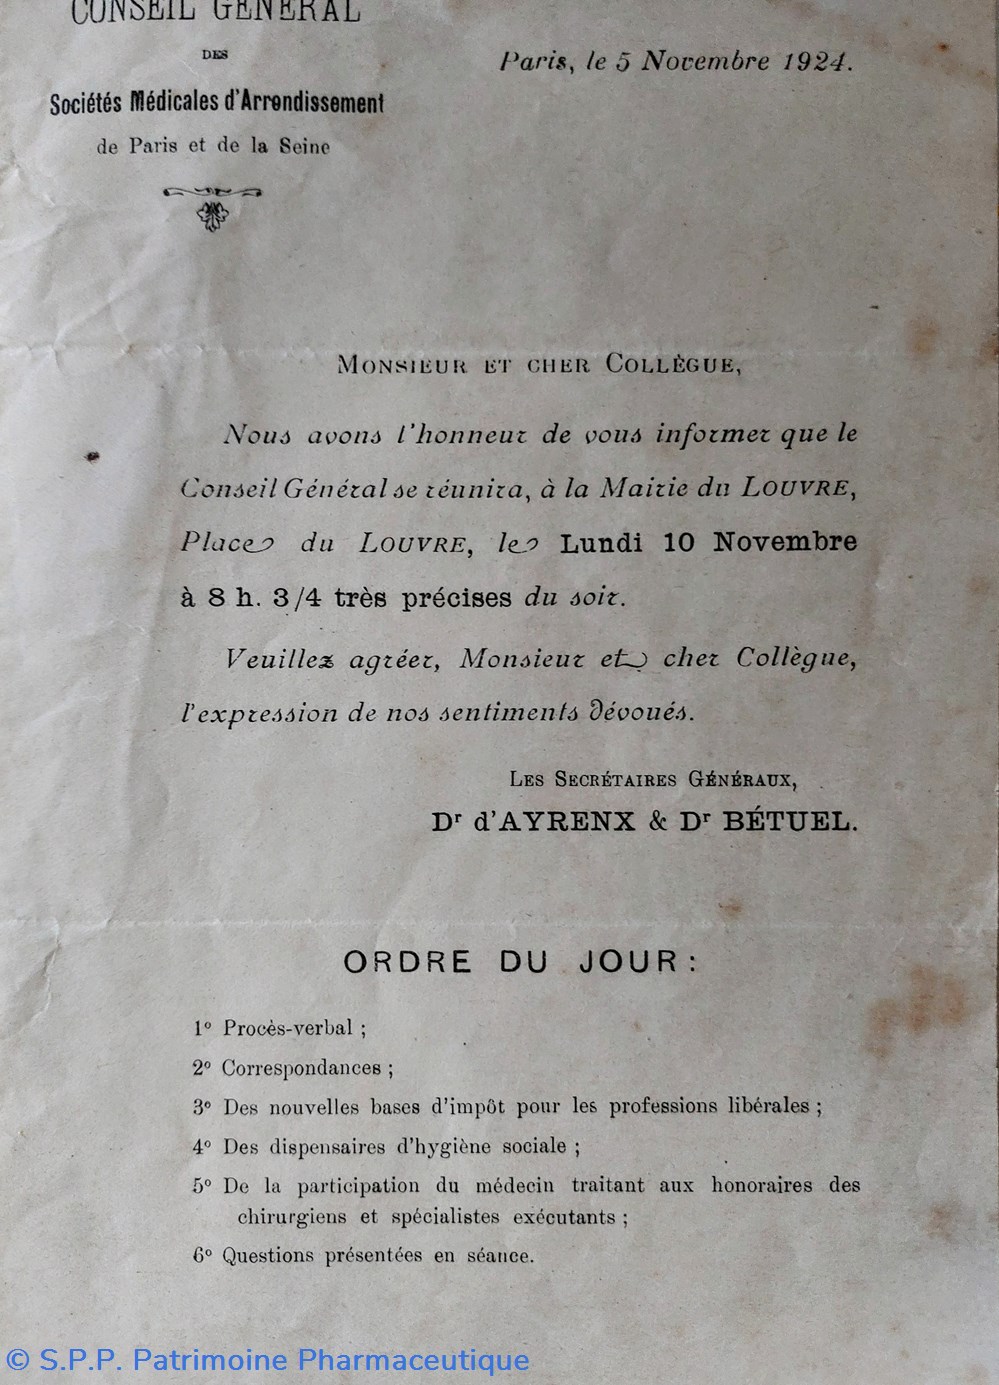 CONSEIL GÉNÉRAL
DES
Sociétés Médicales d'Arrondissement
de Paris et de la Seine
Paris, le 5 Novembre 1924.
MONSIEUR ET CHER COLLÈGUE,
Nous avons l'honneur de vous informer que le
Conseil Général se réunira, à la Mairie du LOUVRE,
Place du LOUVRE, le Lundi 10 Novembre
à 8 h. 3/4 très précises du soir.
Veuillez agréer, Monsieur et cher Collègue,
l'expression de nos sentiments dévoués.
LES SECRÉTAIRES GÉNÉRAUX,
Dr d'AYRENX & Dr BÉTUEL.
ORDRE DU JOUR :
1° Procès-verbal ;
2° Correspondances ;
3° Des nouvelles bases d'impôt pour les professions libérales ;
4° Des dispensaires d'hygiène sociale ;
5° De la participation du médecin traitant aux honoraires des
chirurgiens et spécialistes exécutants ;
6° Questions présentées en séance.
© S.P.P. Patrimoine Pharmaceutique